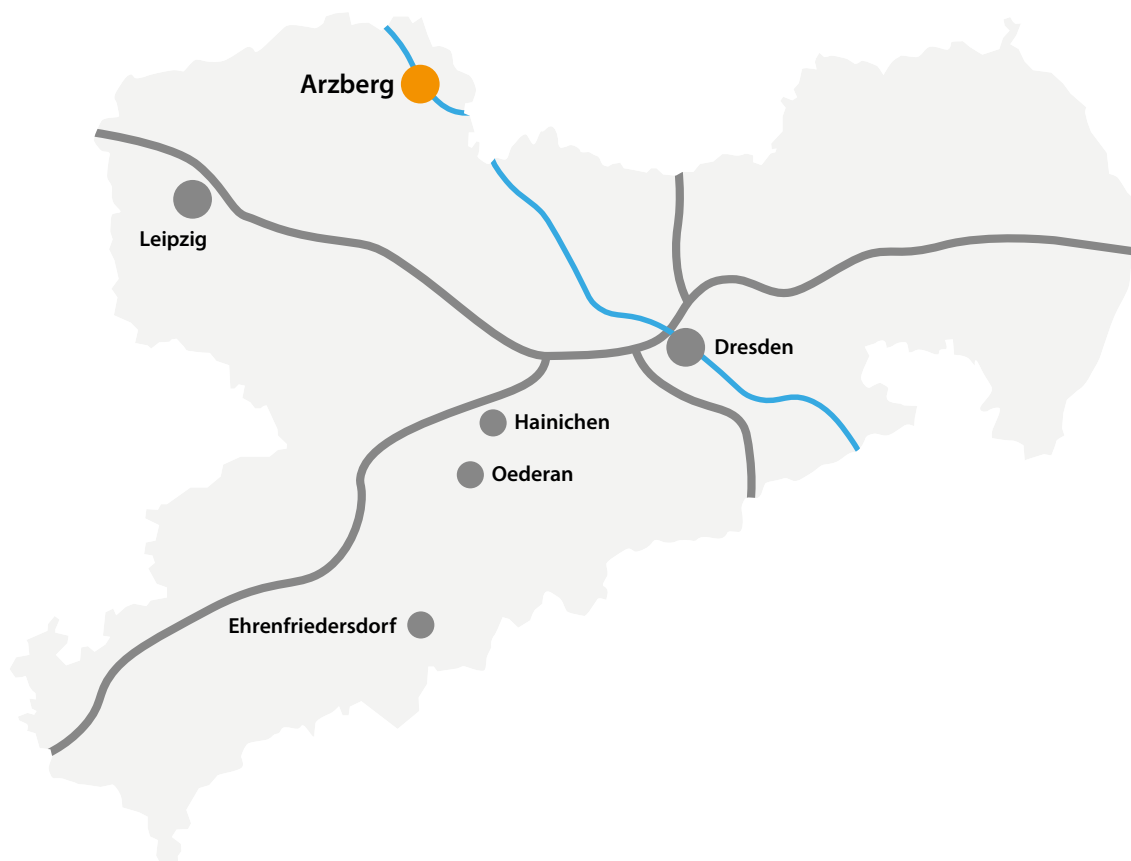 Arzberg
Leipzig
Dresden
Hainichen
Oederan
Ehrenfriedersdorf